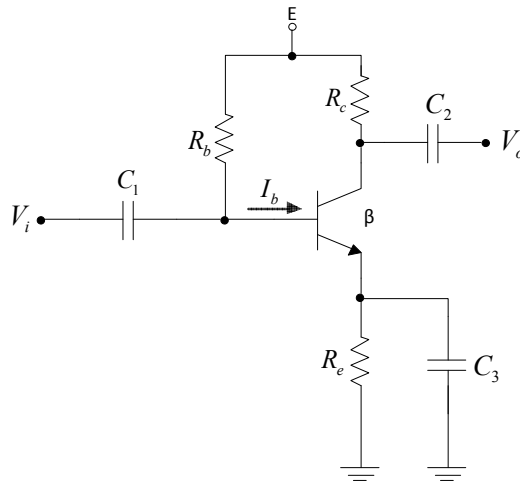 E
R_c
C_2
R_b
V_o
C_1
I_b
β
V_i
R_e
C_3